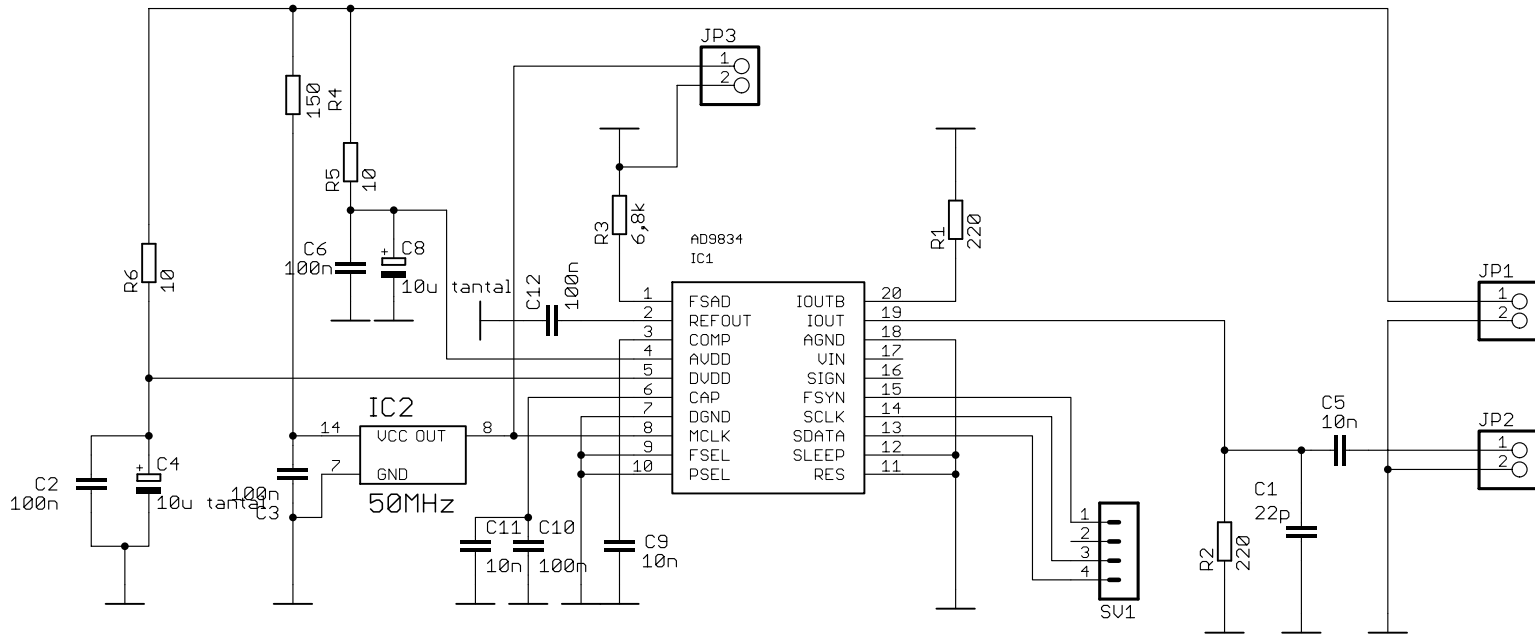 JP3
1
2
150
R4
R5
10
R3
6,8k
R1
220
AD9834
IC1
C6
100n
C8
+
10u tantal
C12
100n
R6
10
JP1
1
2
1 FSAD IOUTB 20
2 REFOUT IOUT 19
3 COMP AGND 18
4 AVDD VIN 17
5 DVDD SIGN 16
6 CAP FSYN 15
7 DGND SCLK 14
8 MCLK SDATA 13
9 FSEL SLEEP 12
10 PSEL RES 11
IC2
14 VCC OUT 8
7 GND
50MHz
C5
10n
JP2
1
2
C2
100n
C4
+
10u tantal
100n
C3
C11
10n
C10
100n
C9
10n
1
2
3
4
SV1
C1
22p
R2
220